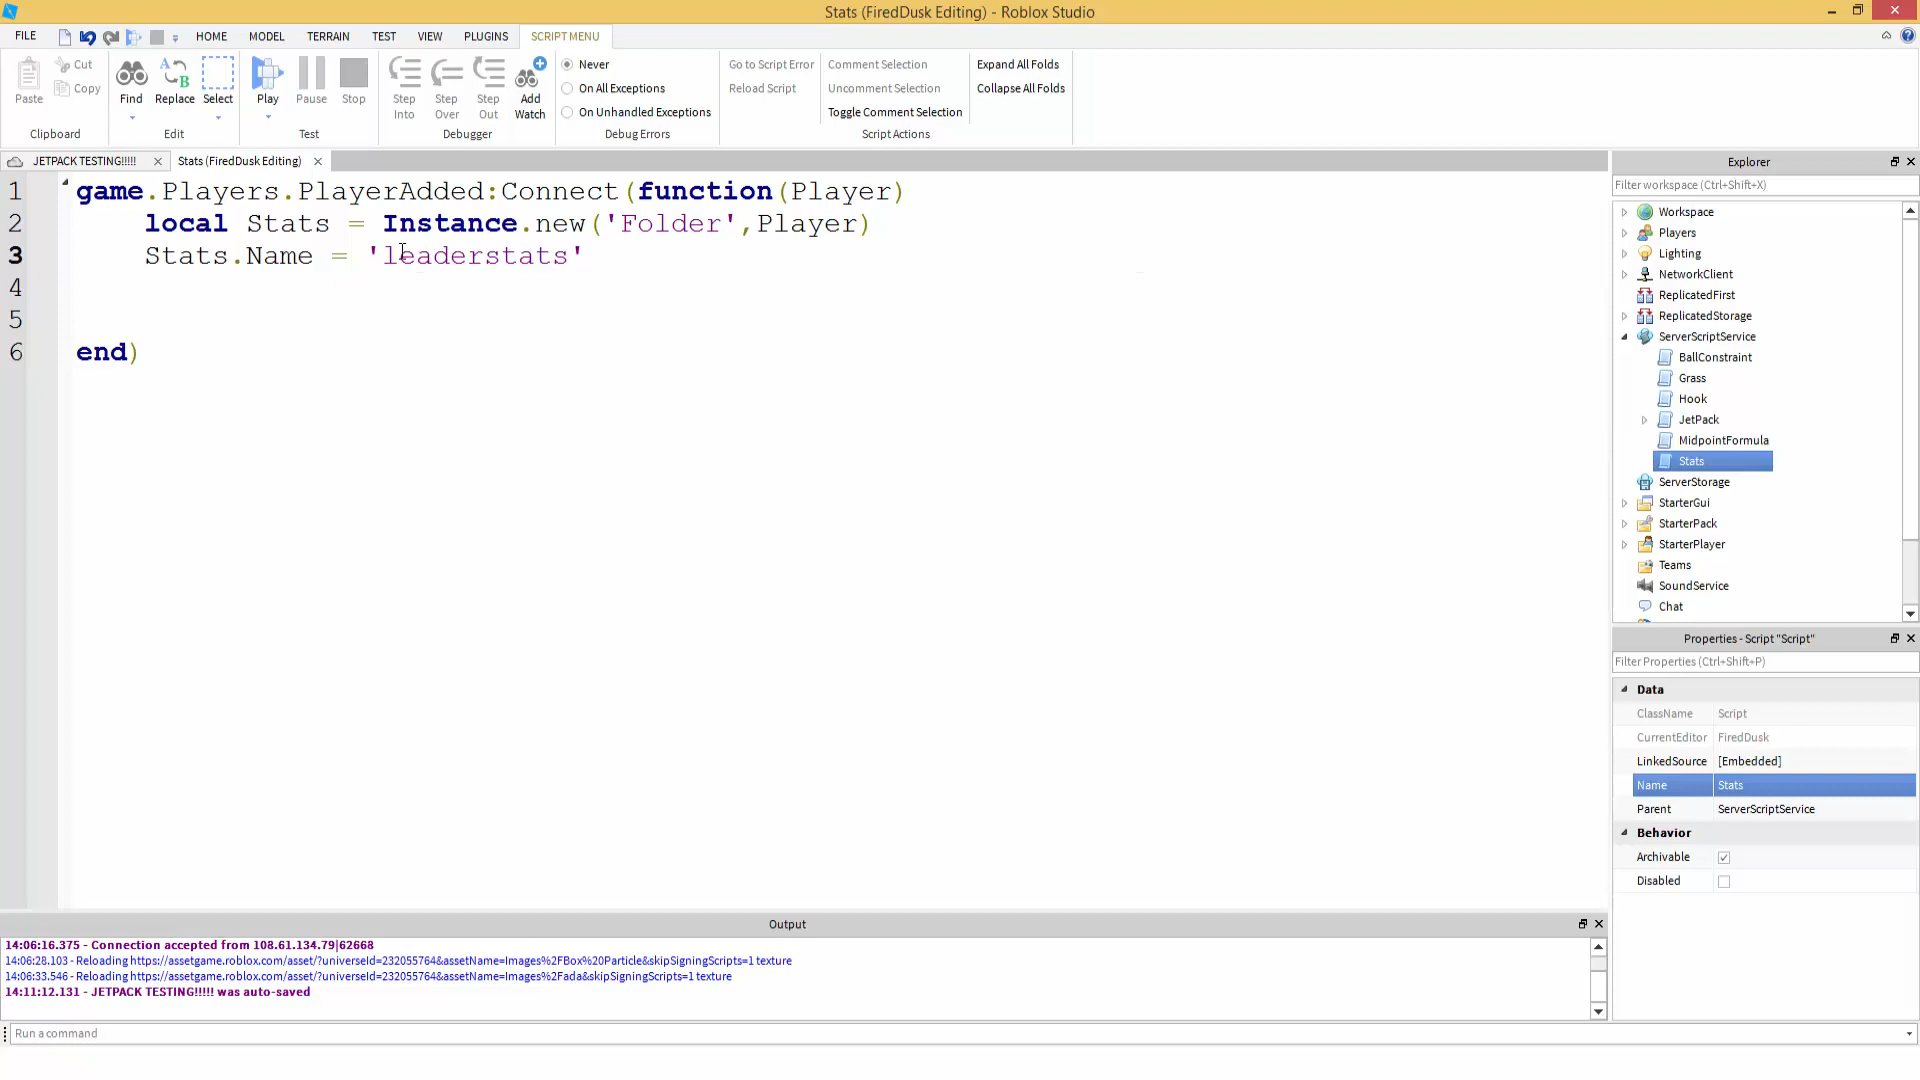 Stats (FiredDusk Editing) - Roblox Studio
FILE HOME MODEL TERRAIN TEST VIEW PLUGINS SCRIPT MENU
Paste Cut Copy
Clipboard
Find Replace Select
Edit
Play Pause Stop
Test
Step Into Step Over Step Out Add Watch
Debugger
Never
On All Exceptions
On Unhandled Exceptions
Debug Errors
Go to Script Error
Reload Script
Comment Selection
Uncomment Selection
Toggle Comment Selection
Expand All Folds
Collapse All Folds
Script Actions
JETPACK TESTING!!!!! Stats (FiredDusk Editing)
1 game.Players.PlayerAdded:Connect(function(Player)
2 local Stats = Instance.new('Folder',Player)
3 Stats.Name = 'leaderstats'
4
5
6 end)
Explorer
Filter workspace (Ctrl+Shift+X)
Workspace
Players
Lighting
NetworkClient
ReplicatedFirst
ReplicatedStorage
ServerScriptService
BallConstraint
Grass
Hook
JetPack
MidpointFormula
Stats
ServerStorage
StarterGui
StarterPack
StarterPlayer
Teams
SoundService
Chat
Properties - Script "Script"
Filter Properties (Ctrl+Shift+P)
Data
ClassName Script
CurrentEditor FiredDusk
LinkedSource [Embedded]
Name Stats
Parent ServerScriptService
Behavior
Archivable
Disabled
Output
14:06:16.375 - Connection accepted from 108.61.134.79|62668
14:06:28.103 - Reloading https://assetgame.roblox.com/asset/?universeId=232055764&assetName=Images%2FBox%20Particle&skipSigningScripts=1 texture
14:06:33.546 - Reloading https://assetgame.roblox.com/asset/?universeId=232055764&assetName=Images%2Fada&skipSigningScripts=1 texture
14:11:12.131 - JETPACK TESTING!!!!! was auto-saved
Run a command